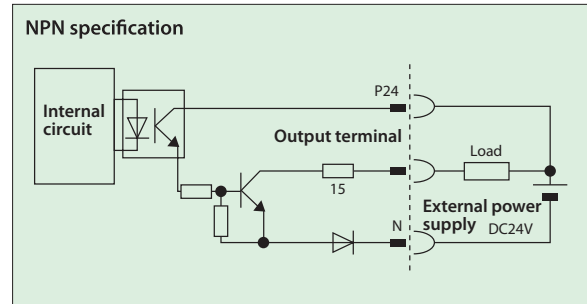 NPN specification
P24
Internal
circuit
Output terminal
Load
15
External power
supply
DC24V
N